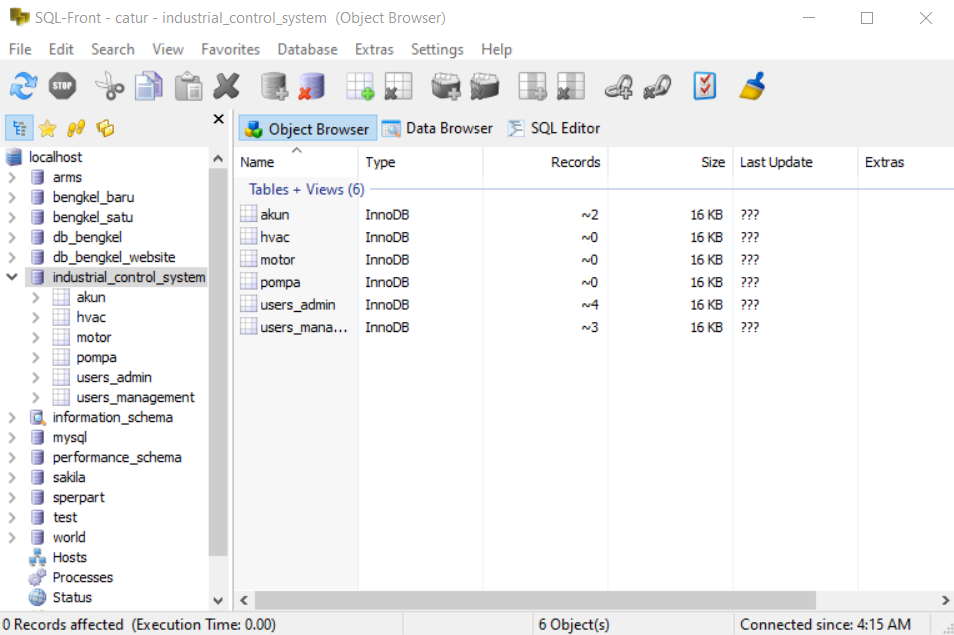 SQL-Front - catur - industrial_control_system (Object Browser)
File Edit Search View Favorites Database Extras Settings Help
STOP
Object Browser Data Browser SQL Editor
localhost
arms
bengkel_baru
bengkel_satu
db_bengkel
db_bengkel_website
industrial_control_system
akun
hvac
motor
pompa
users_admin
users_management
information_schema
mysql
performance_schema
sakila
sperpart
test
world
Hosts
Processes
Status
Name Type Records Size Last Update Extras
Tables + Views (6)
akun InnoDB ~2 16 KB ???
hvac InnoDB ~0 16 KB ???
motor InnoDB ~0 16 KB ???
pompa InnoDB ~0 16 KB ???
users_admin InnoDB ~4 16 KB ???
users_mana... InnoDB ~3 16 KB ???
0 Records affected (Execution Time: 0.00) 6 Object(s) Connected since: 4:15 AM